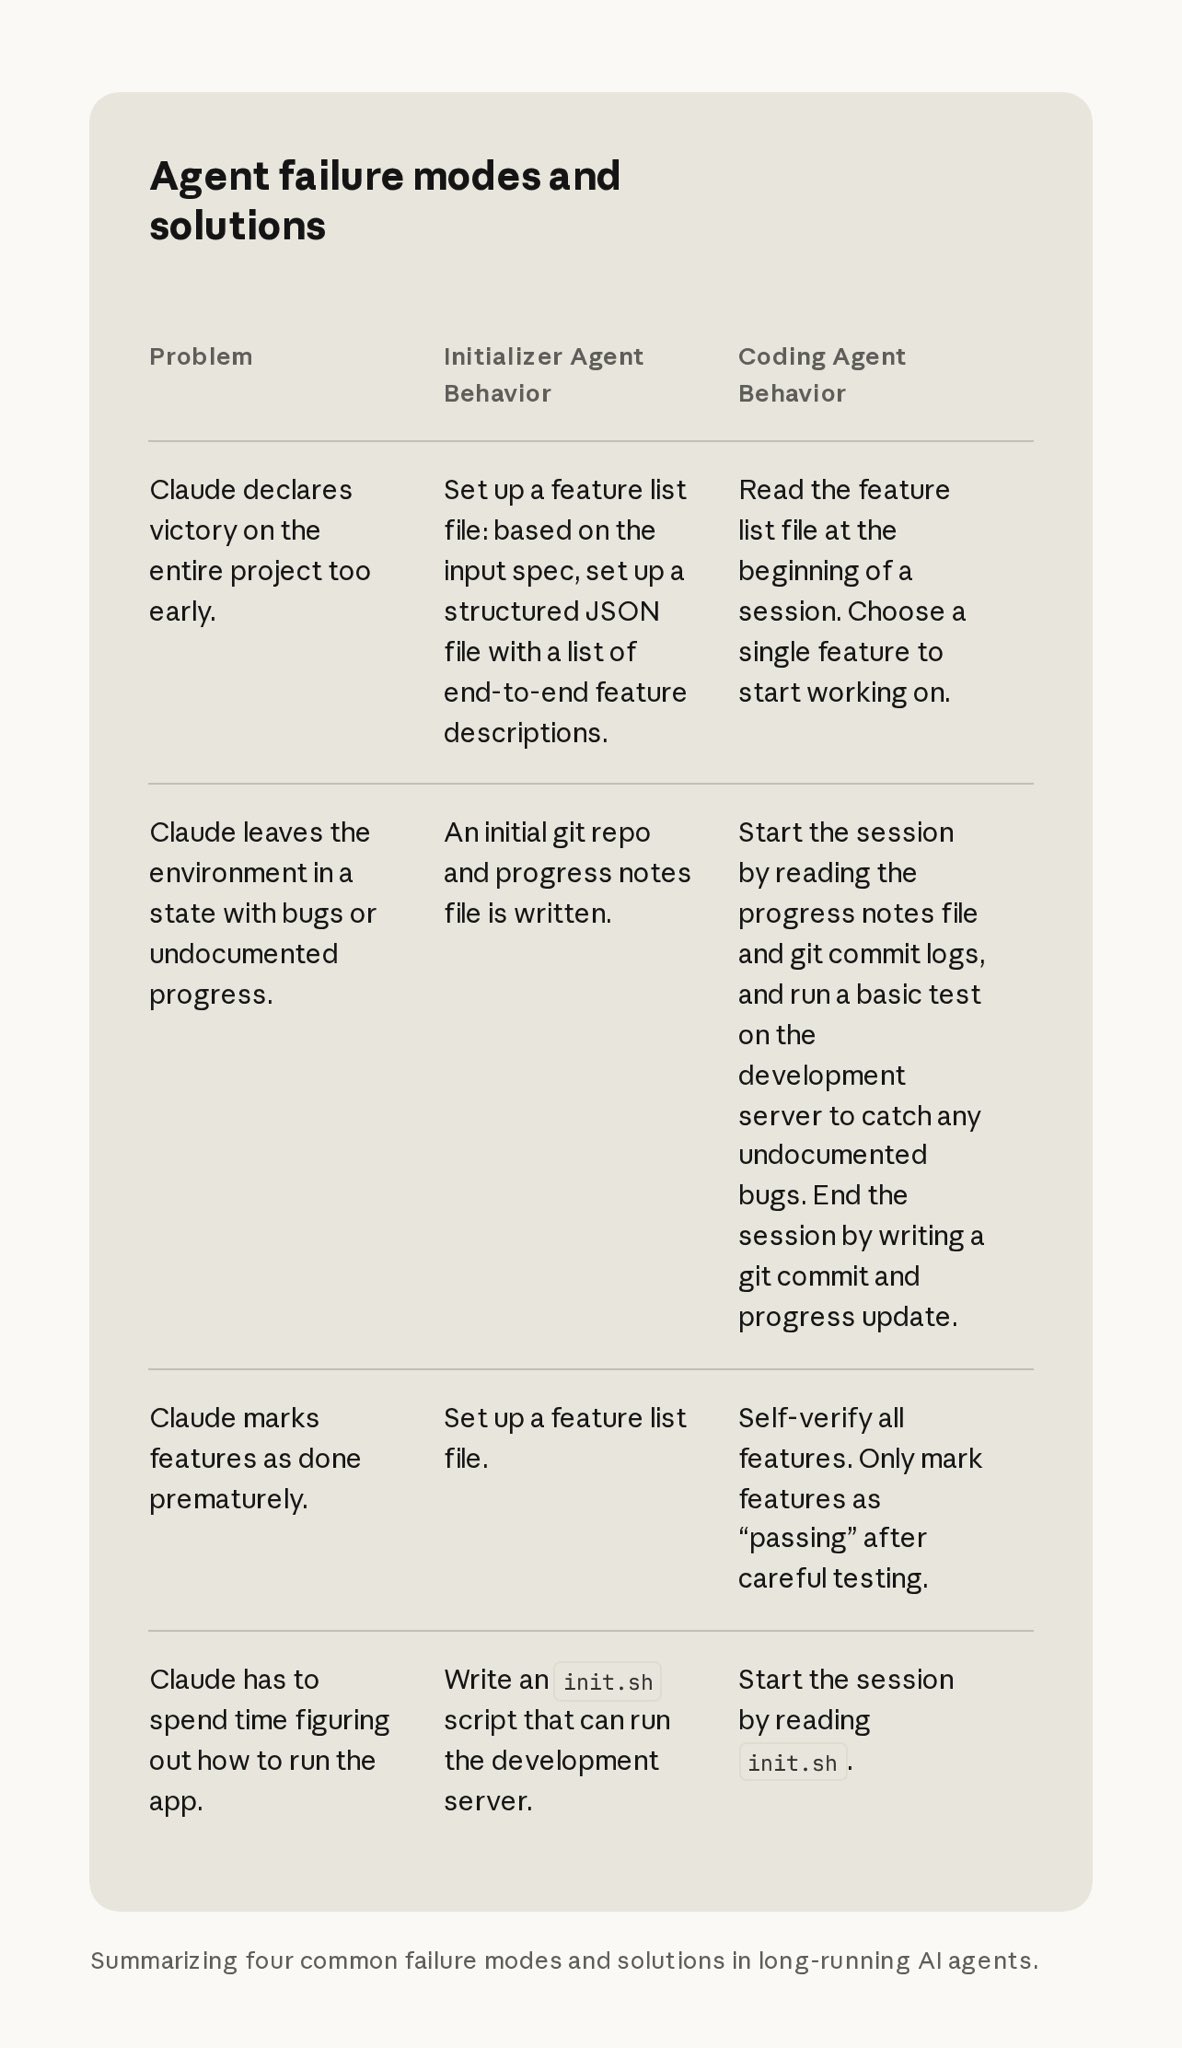 Agent failure modes and
solutions
Problem
Initializer Agent
Behavior
Coding Agent
Behavior
Claude declares
victory on the
entire project too
early.
Set up a feature list
file: based on the
input spec, set up a
structured JSON
file with a list of
end-to-end feature
descriptions.
Read the feature
list file at the
beginning of a
session. Choose a
single feature to
start working on.
Claude leaves the
environment in a
state with bugs or
undocumented
progress.
An initial git repo
and progress notes
file is written.
Start the session
by reading the
progress notes file
and git commit logs,
and run a basic test
on the
development
server to catch any
undocumented
bugs. End the
session by writing a
git commit and
progress update.
Claude marks
features as done
prematurely.
Set up a feature list
file.
Self-verify all
features. Only mark
features as
“passing” after
careful testing.
Claude has to
spend time figuring
out how to run the
app.
Write an init.sh
script that can run
the development
server.
Start the session
by reading
init.sh.
Summarizing four common failure modes and solutions in long-running AI agents.